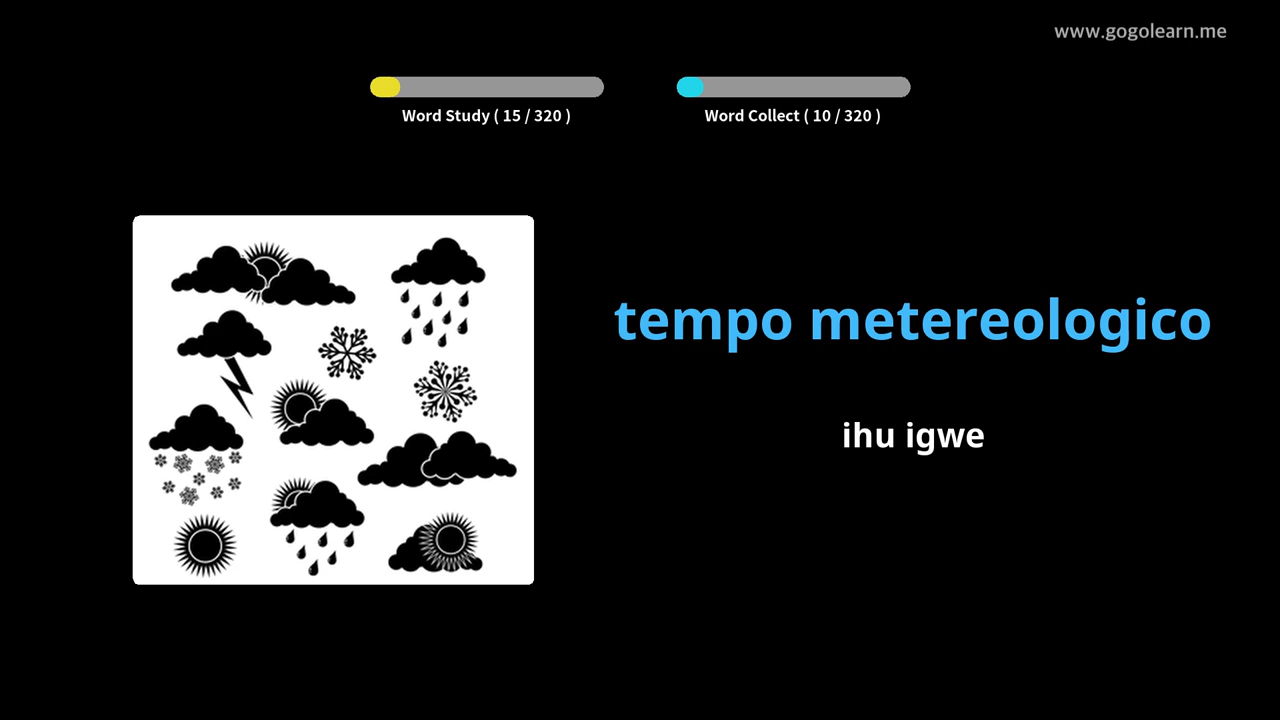 www.gogolearn.me
Word Study ( 15 / 320 )
Word Collect ( 10 / 320 )
tempo metereologico
ihu igwe